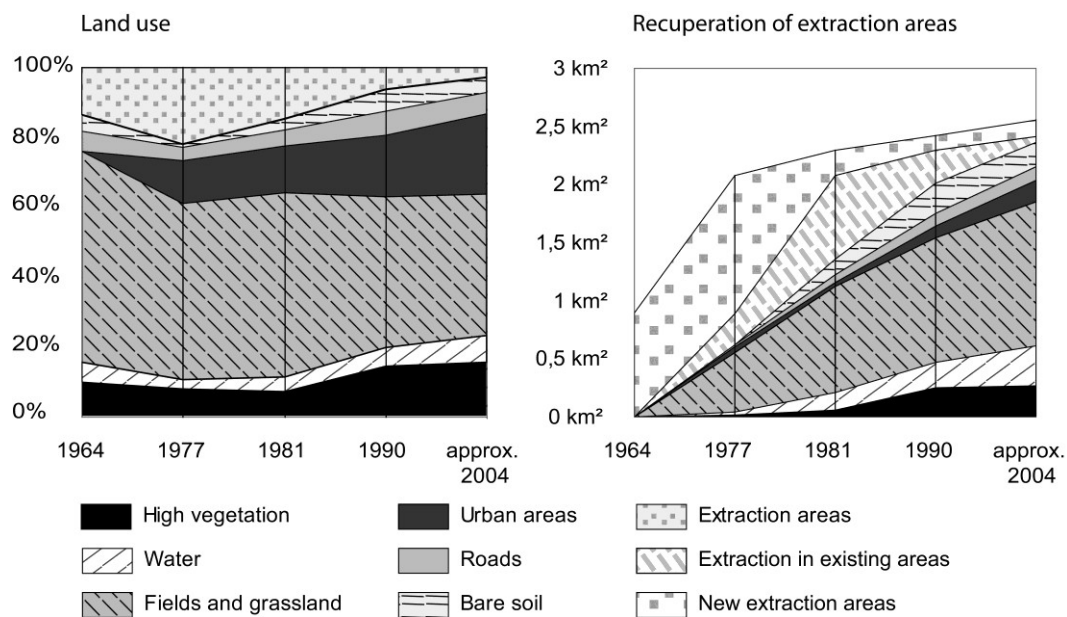 Land use
100%
80%
60%
40%
20%
0%
1964 1977 1981 1990 approx.
2004
Recuperation of extraction areas
3 km²
2,5 km²
2 km²
1,5 km²
1 km²
0,5 km²
0 km²
1964 1977 1981 1990 approx.
2004
High vegetation
Water
Fields and grassland
Urban areas
Roads
Bare soil
Extraction areas
Extraction in existing areas
New extraction areas